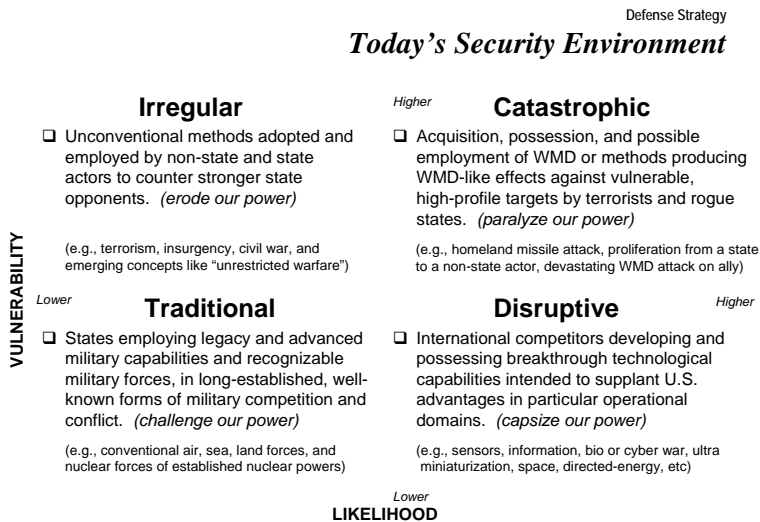 Defense Strategy
Today's Security Environment
Irregular
❑ Unconventional methods adopted and
employed by non-state and state
actors to counter stronger state
opponents. (erode our power)
(e.g., terrorism, insurgency, civil war, and
emerging concepts like “unrestricted warfare”)
Higher
Catastrophic
❑ Acquisition, possession, and possible
employment of WMD or methods producing
WMD-like effects against vulnerable,
high-profile targets by terrorists and rogue
states. (paralyze our power)
(e.g., homeland missile attack, proliferation from a state
to a non-state actor, devastating WMD attack on ally)
VULNERABILITY
Lower
Traditional
❑ States employing legacy and advanced
military capabilities and recognizable
military forces, in long-established, well-
known forms of military competition and
conflict. (challenge our power)
(e.g., conventional air, sea, land forces, and
nuclear forces of established nuclear powers)
Disruptive
Higher
❑ International competitors developing and
possessing breakthrough technological
capabilities intended to supplant U.S.
advantages in particular operational
domains. (capsize our power)
(e.g., sensors, information, bio or cyber war, ultra
miniaturization, space, directed-energy, etc)
Lower
LIKELIHOOD